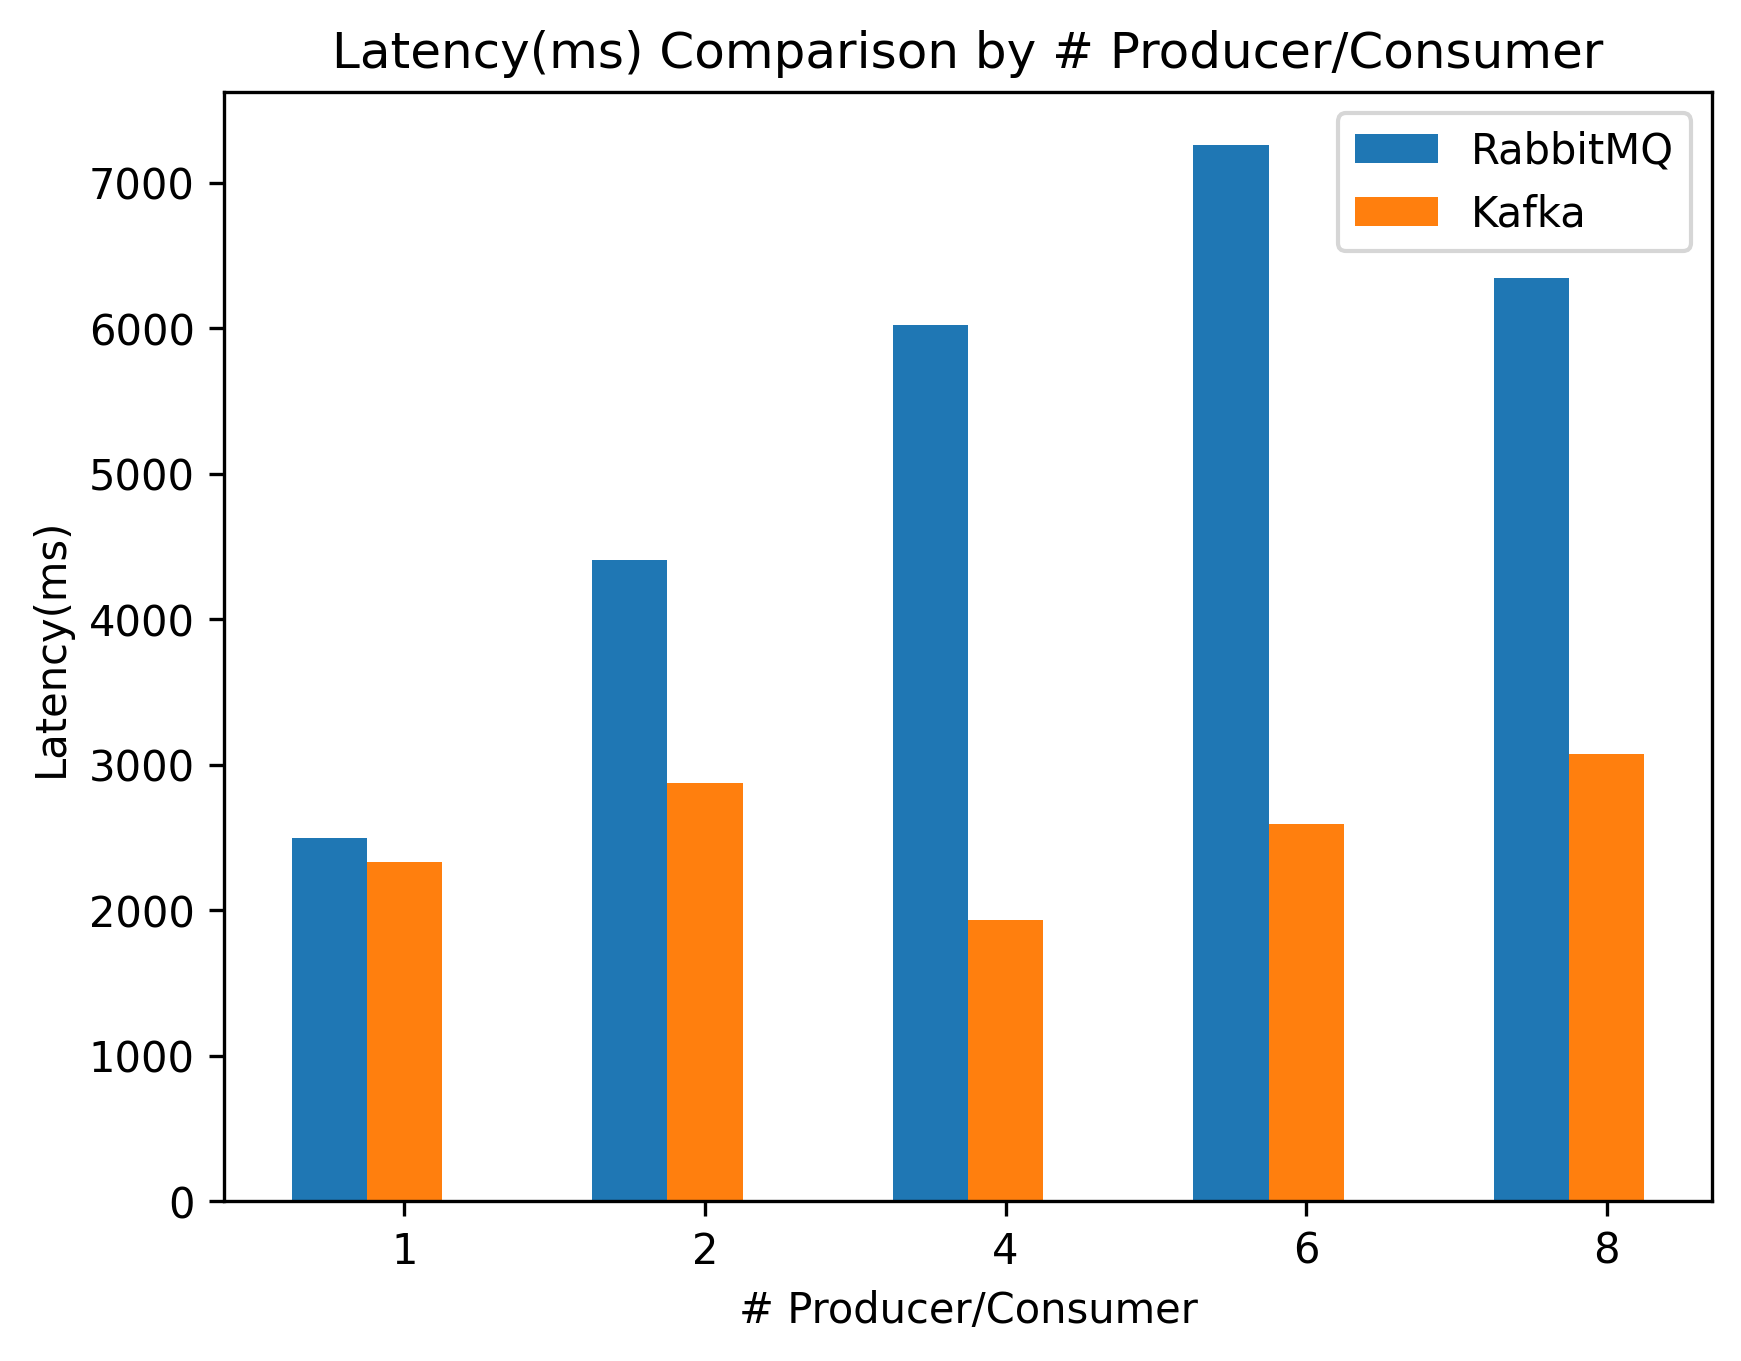 Latency(ms) Comparison by # Producer/Consumer
RabbitMQ
Kafka
7000
6000
5000
4000
3000
2000
1000
0
Latency(ms)
1 2 4 6 8
# Producer/Consumer